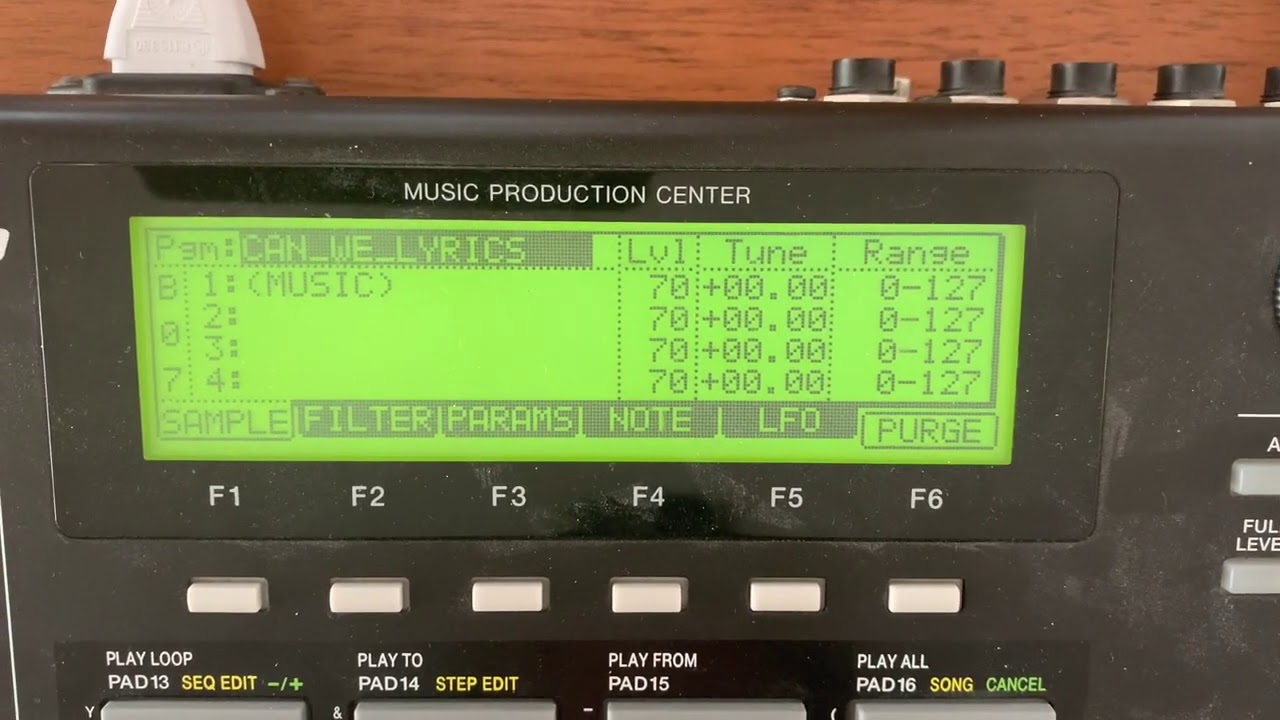 MUSIC PRODUCTION CENTER
Pgm:CAN_WE_LYRICS Lvl Tune Range
B 1:(MUSIC) 70 +00.00 0-127
0 2: 70 +00.00 0-127
3: 70 +00.00 0-127
7 4: 70 +00.00 0-127
SAMPLE FILTER PARAMS NOTE LFO PURGE
F1 F2 F3 F4 F5 F6
FUL
LEVE
PLAY LOOP PLAY TO PLAY FROM PLAY ALL
PAD13 SEQ EDIT -/+ PAD14 STEP EDIT PAD15 PAD16 SONG CANCEL
Y & - (